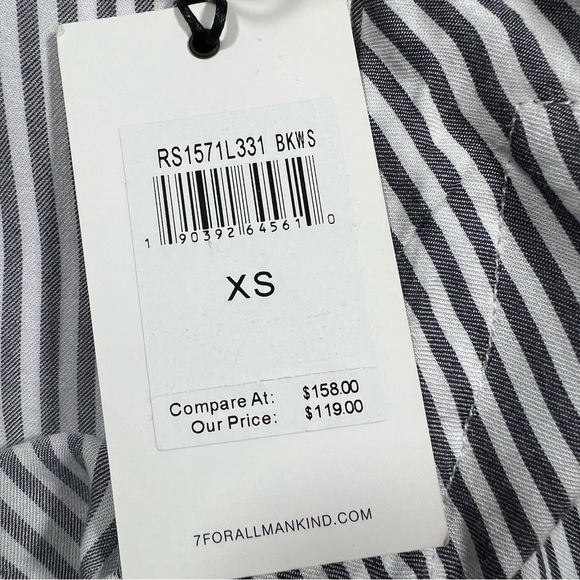 RS1571L331 BKWS
1 90392 64561 0
XS
Compare At: $158.00
Our Price: $119.00
7FORALLMANKIND.COM